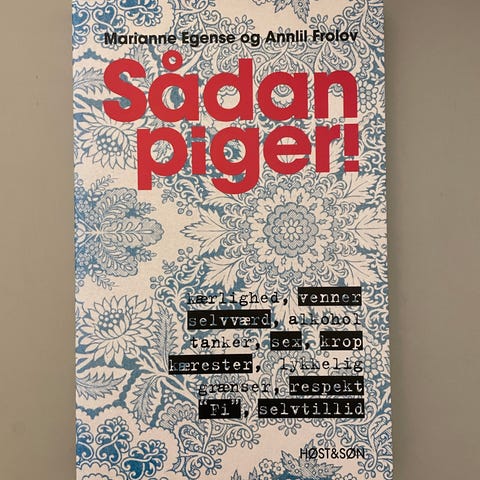 Marianne Egense og Annlil Frolov
Sådan
piger!
kærlighed, venner
selvværd, alkohol
tanker, sex, krop
kærester, lykkelig
grænser, respekt
"Fi", selvtillid
HØST&SØN